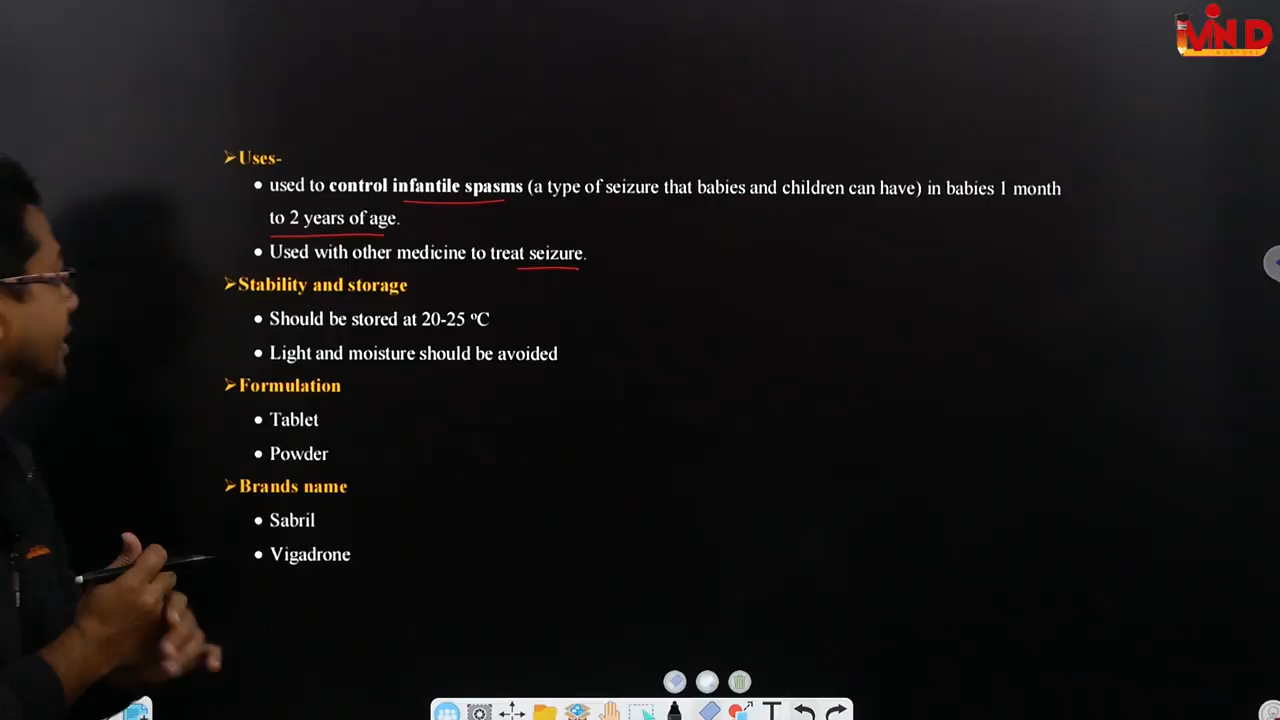 MIND
➤Uses-
• used to control infantile spasms (a type of seizure that babies and children can have) in babies 1 month
to 2 years of age.
• Used with other medicine to treat seizure.
➤Stability and storage
• Should be stored at 20-25 ºC
• Light and moisture should be avoided
➤Formulation
• Tablet
• Powder
➤Brands name
• Sabril
• Vigadrone
T